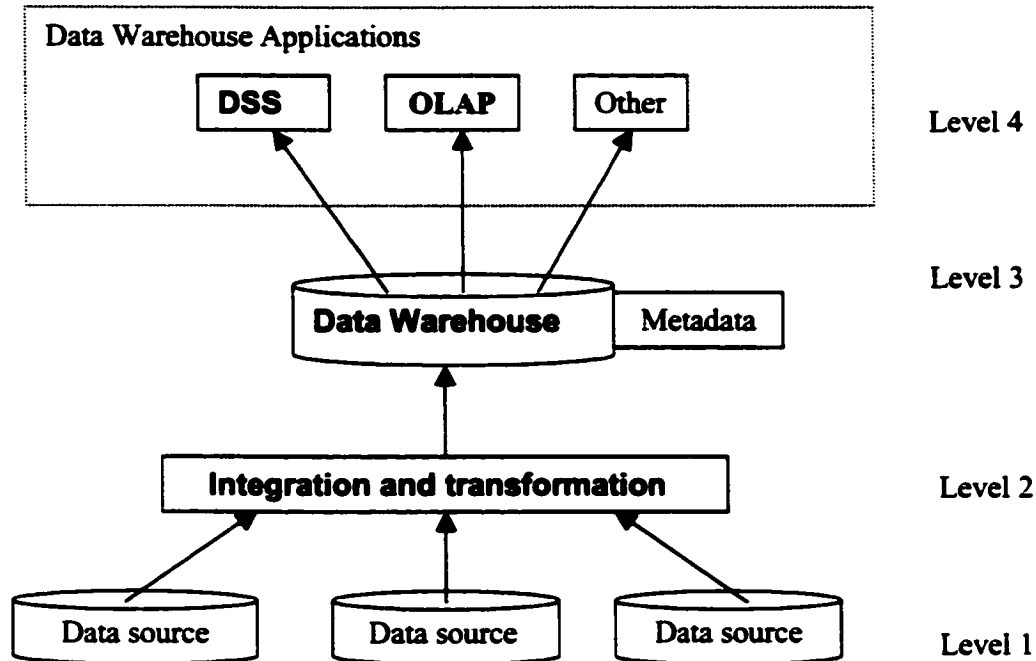 Data Warehouse Applications
DSS
OLAP
Other
Level 4
Level 3
Data Warehouse
Metadata
Integration and transformation
Level 2
Data source
Data source
Data source
Level 1